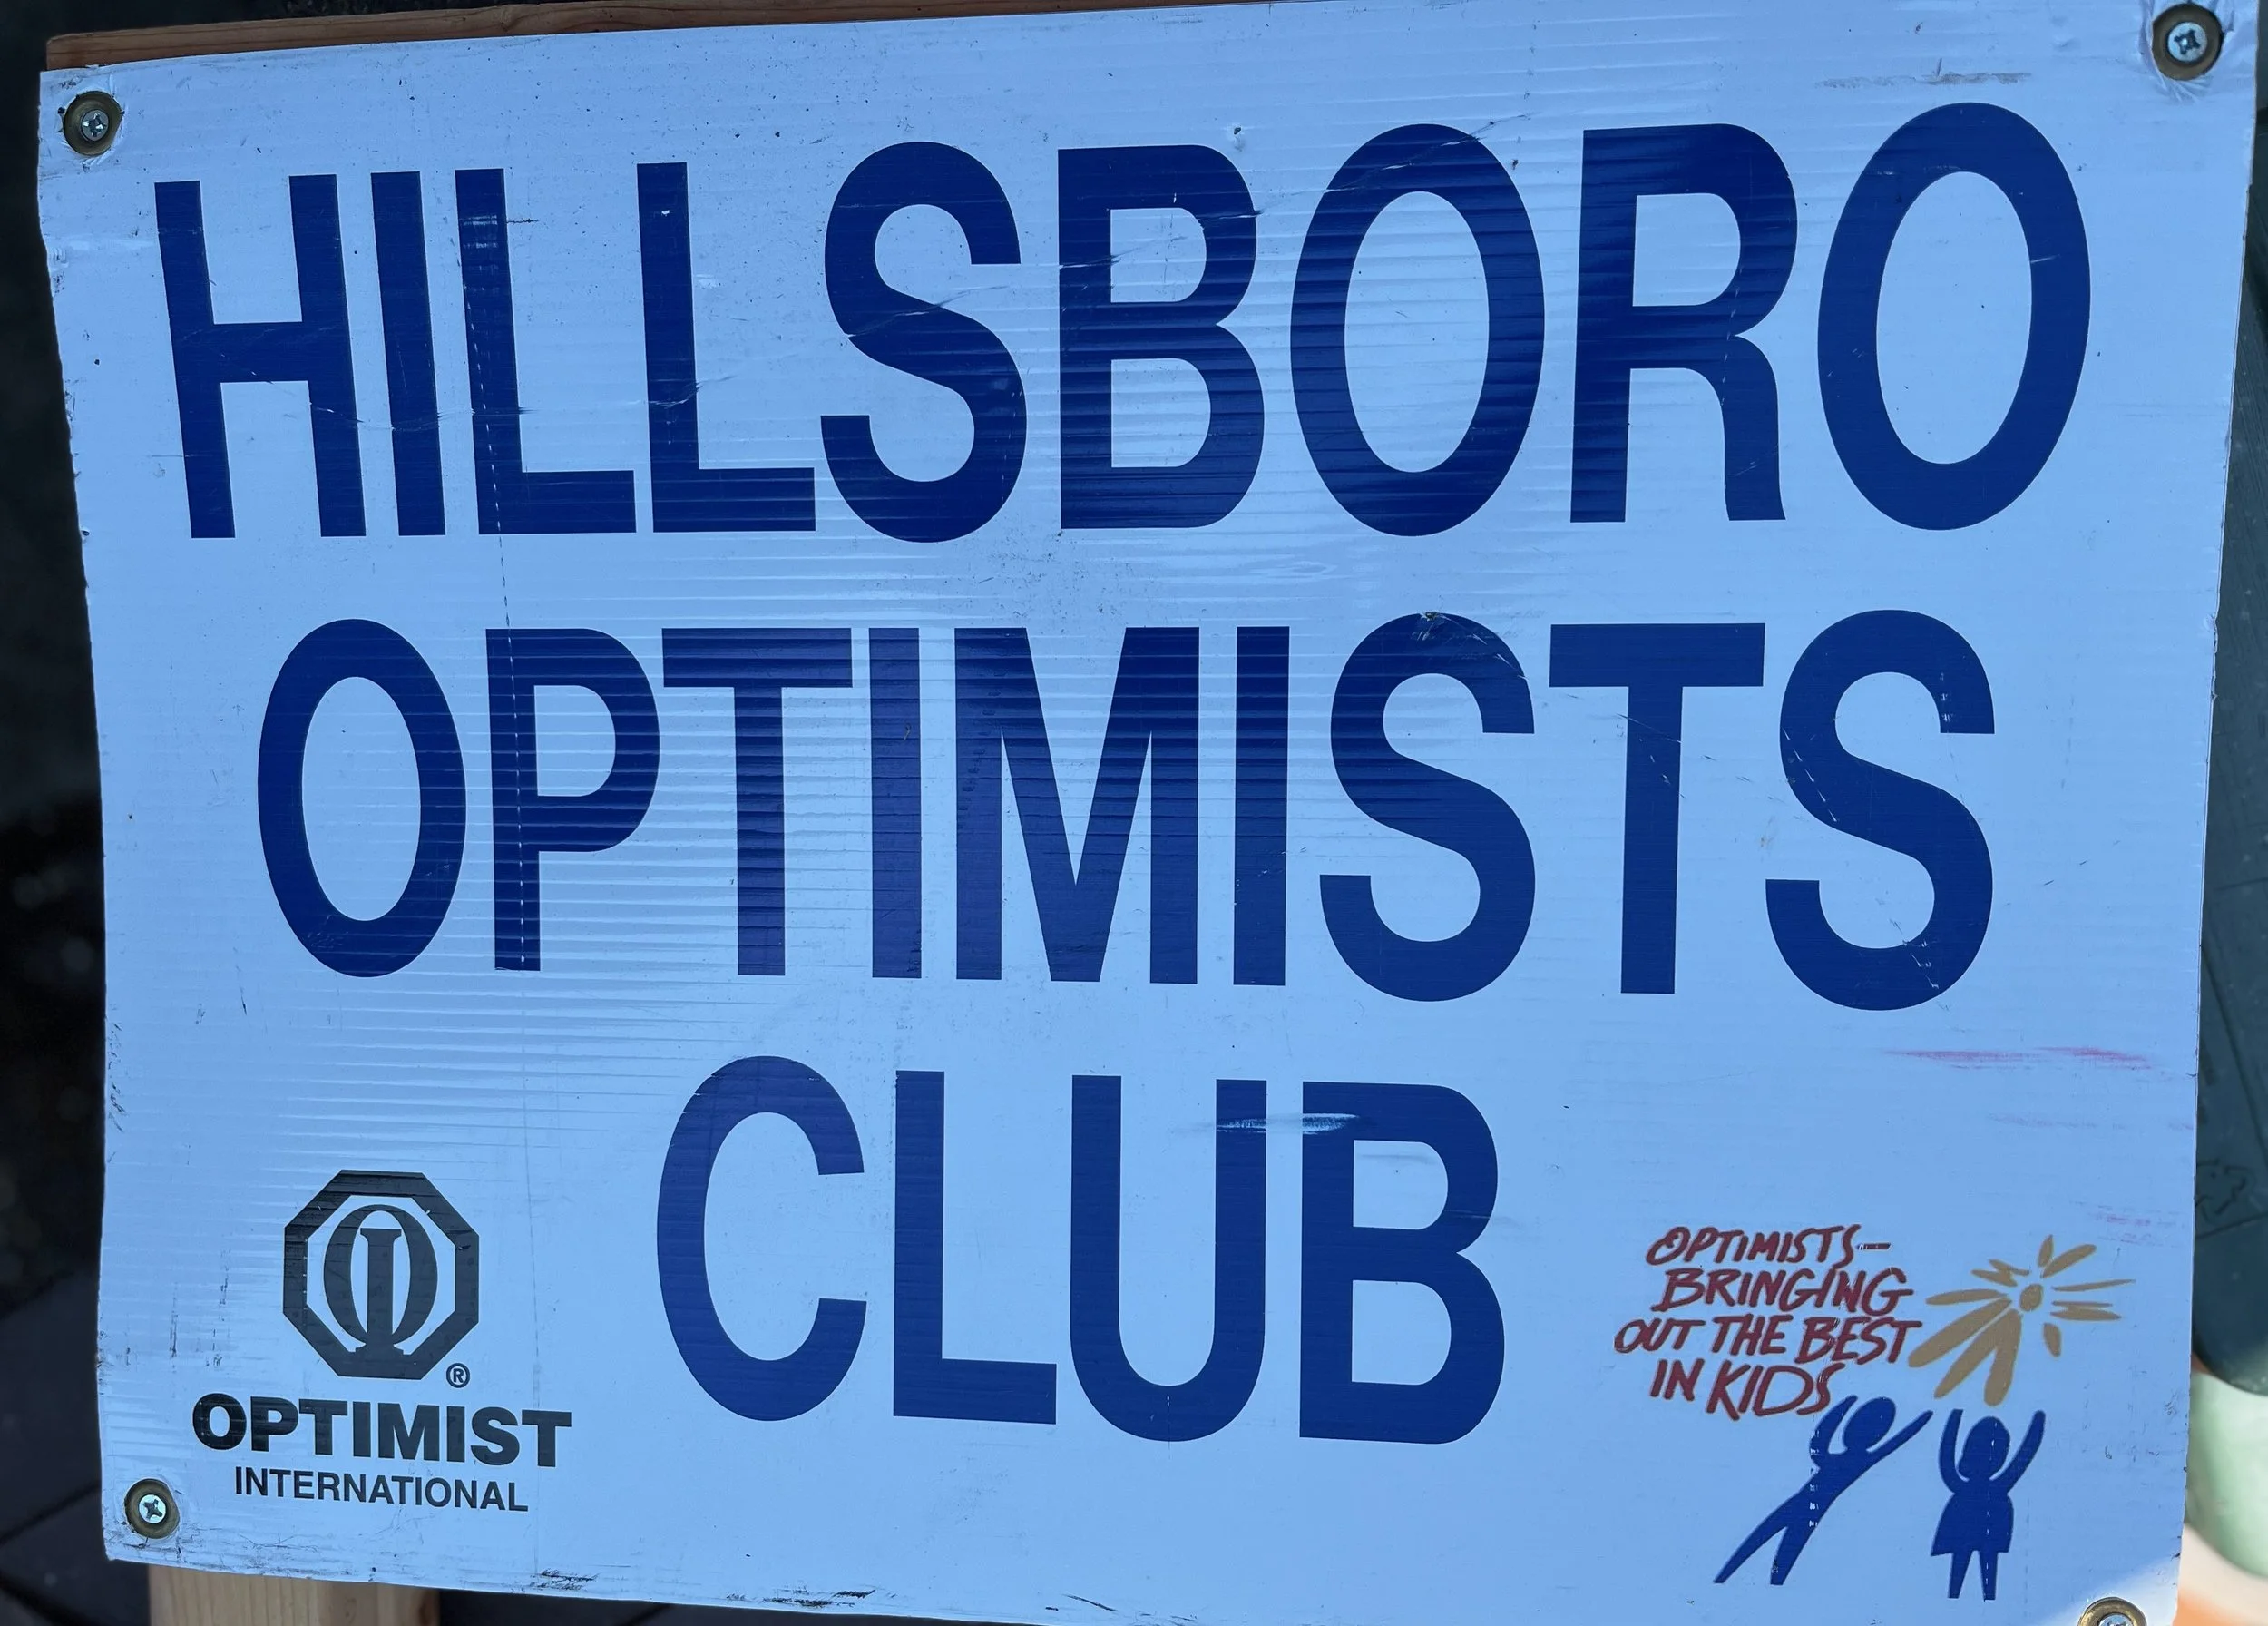 HILLSBORO
OPTIMISTS
CLUB
®
OPTIMIST
INTERNATIONAL
OPTIMISTS–
BRINGING
OUT THE BEST
IN KIDS